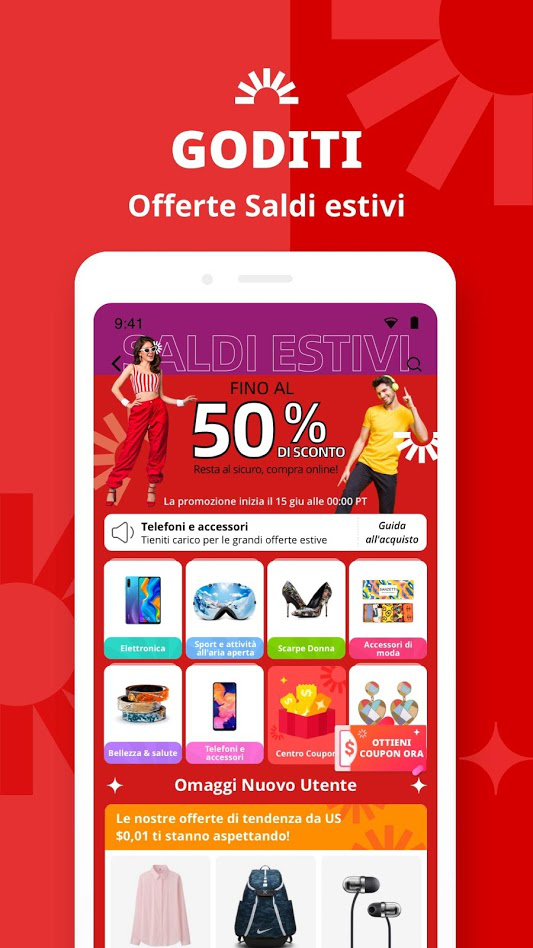 GODITI
Offerte Saldi estivi
9:41
SALDI ESTIVI
FINO AL
50%
DI SCONTO
Resta al sicuro, compra online!
La promozione inizia il 15 giu alle 00:00 PT
Telefoni e accessori
Tieniti carico per le grandi offerte estive
Guida
all'acquisto
Elettronica
Sport e attività
all'aria aperta
Scarpe Donna
Accessori di
moda
Bellezza & salute
Telefoni e
accessori
Centro Coupon
OTTIENI
COUPON ORA
Omaggi Nuovo Utente
Le nostre offerte di tendenza da US
$0,01 ti stanno aspettando!